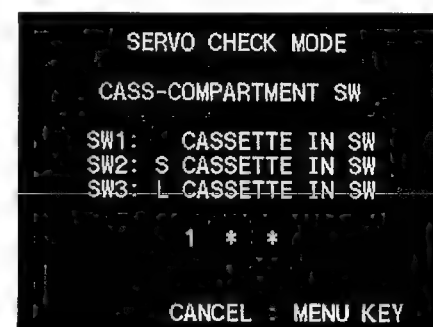 SERVO CHECK MODE
CASS-COMPARTMENT SW
SW1: CASSETTE IN SW
SW2: S CASSETTE IN SW
SW3: L CASSETTE IN SW
1 * *
CANCEL : MENU KEY